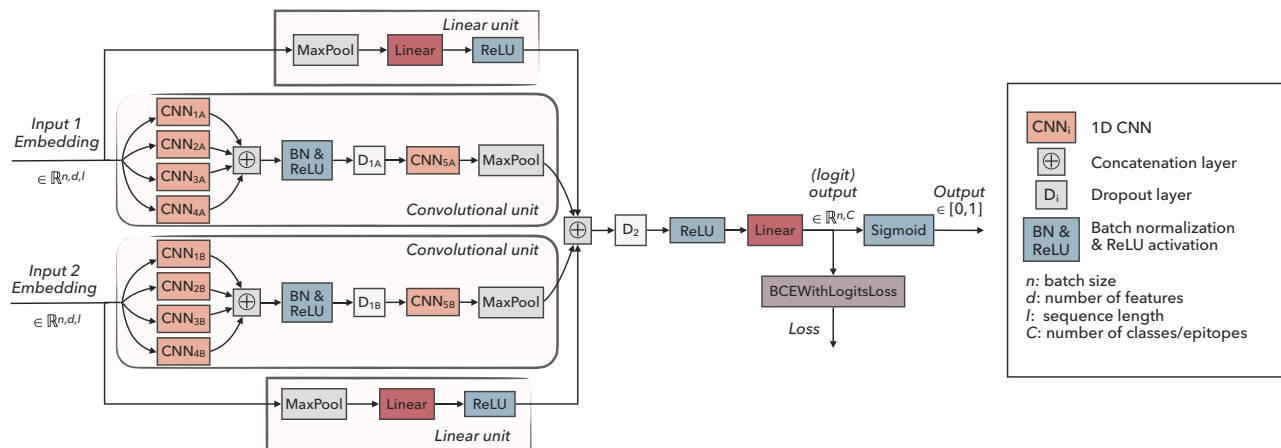 Linear unit
MaxPool
Linear
ReLU
Input 1
Embedding
∈ ℝn,d,l
CNN1A
CNN2A
CNN3A
CNN4A
⊕
BN &
ReLU
D1A
CNN5A
MaxPool
Convolutional unit
Convolutional unit
Input 2
Embedding
∈ ℝn,d,l
CNN1B
CNN2B
CNN3B
CNN4B
⊕
BN &
ReLU
D1B
CNN5B
MaxPool
MaxPool
Linear
ReLU
Linear unit
⊕
D2
ReLU
Linear
(logit)
output
∈ ℝn,C
Sigmoid
Output
∈ [0,1]
BCEWithLogitsLoss
Loss
CNNi 1D CNN
⊕ Concatenation layer
Di Dropout layer
BN & Batch normalization
ReLU & ReLU activation
n: batch size
d: number of features
l: sequence length
C: number of classes/epitopes